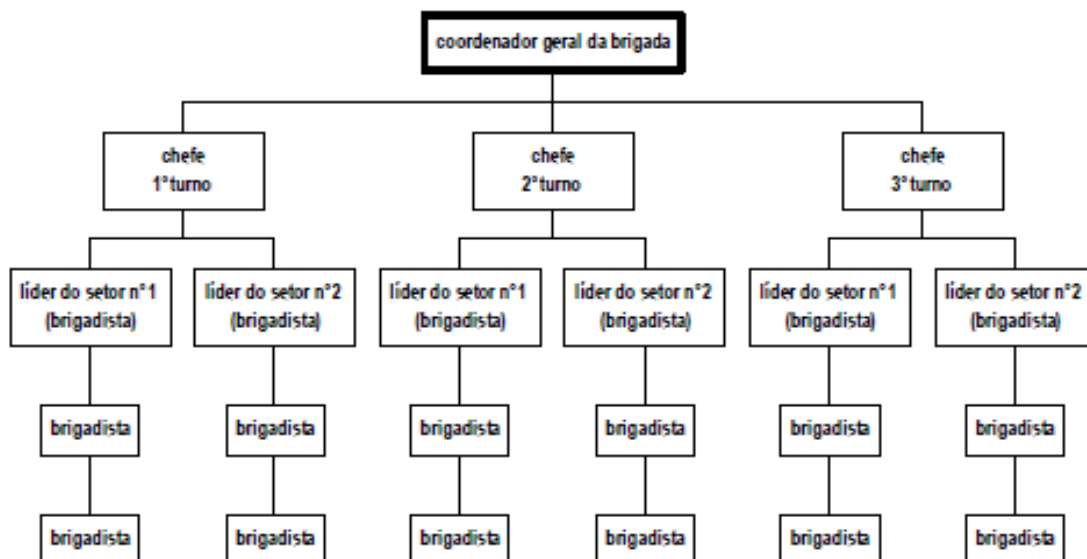 coordenador geral da brigada
chefe
1°turno
chefe
2°turno
chefe
3°turno
líder do setor n°1
(brigadista)
líder do setor n°2
(brigadista)
líder do setor n°1
(brigadista)
líder do setor n°2
(brigadista)
líder do setor n°1
(brigadista)
líder do setor n°2
(brigadista)
brigadista
brigadista
brigadista
brigadista
brigadista
brigadista
brigadista
brigadista
brigadista
brigadista
brigadista
brigadista